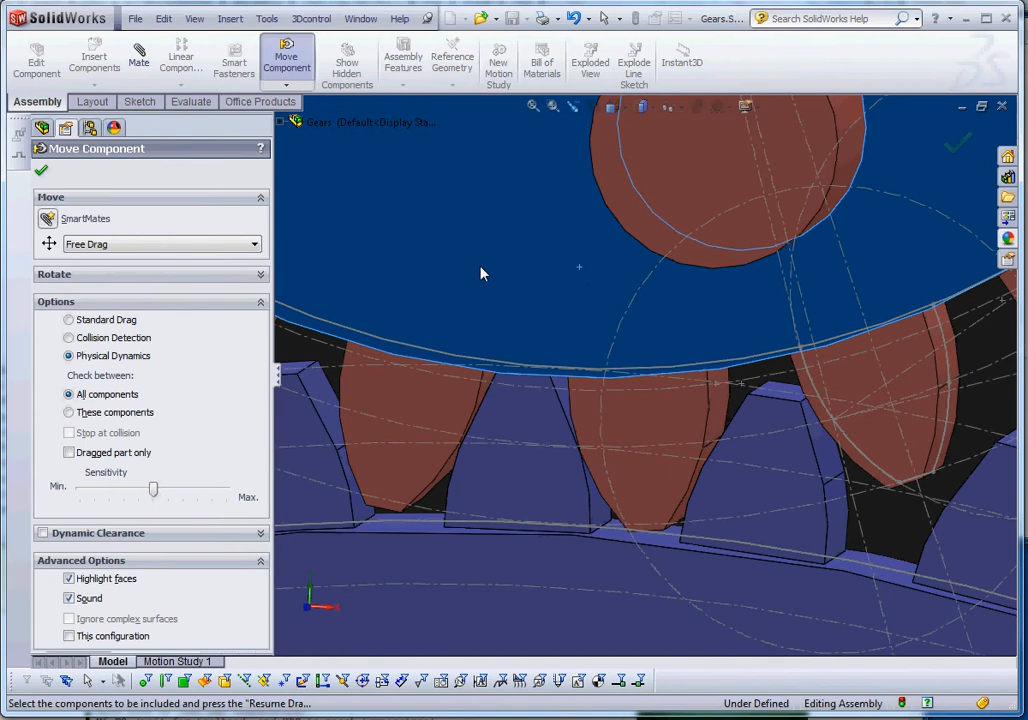 SolidWorks File Edit View Insert Tools 3Dcontrol Window Help Gears.S... Search SolidWorks Help
Edit Component Insert Components Mate Linear Compon... Smart Fasteners Move Component Show Hidden Components Assembly Features Reference Geometry New Motion Study Bill of Materials Exploded View Explode Line Sketch Instant3D
Assembly Layout Sketch Evaluate Office Products
Gears (Default<Display Sta...
Move Component ?
Move
SmartMates
Free Drag
Rotate
Options
Standard Drag
Collision Detection
Physical Dynamics
Check between:
All components
These components
Stop at collision
Dragged part only
Sensitivity
Min. Max.
Dynamic Clearance
Advanced Options
Highlight faces
Sound
Ignore complex surfaces
This configuration
Model Motion Study 1
Select the components to be included and press the "Resume Dra... Under Defined Editing Assembly